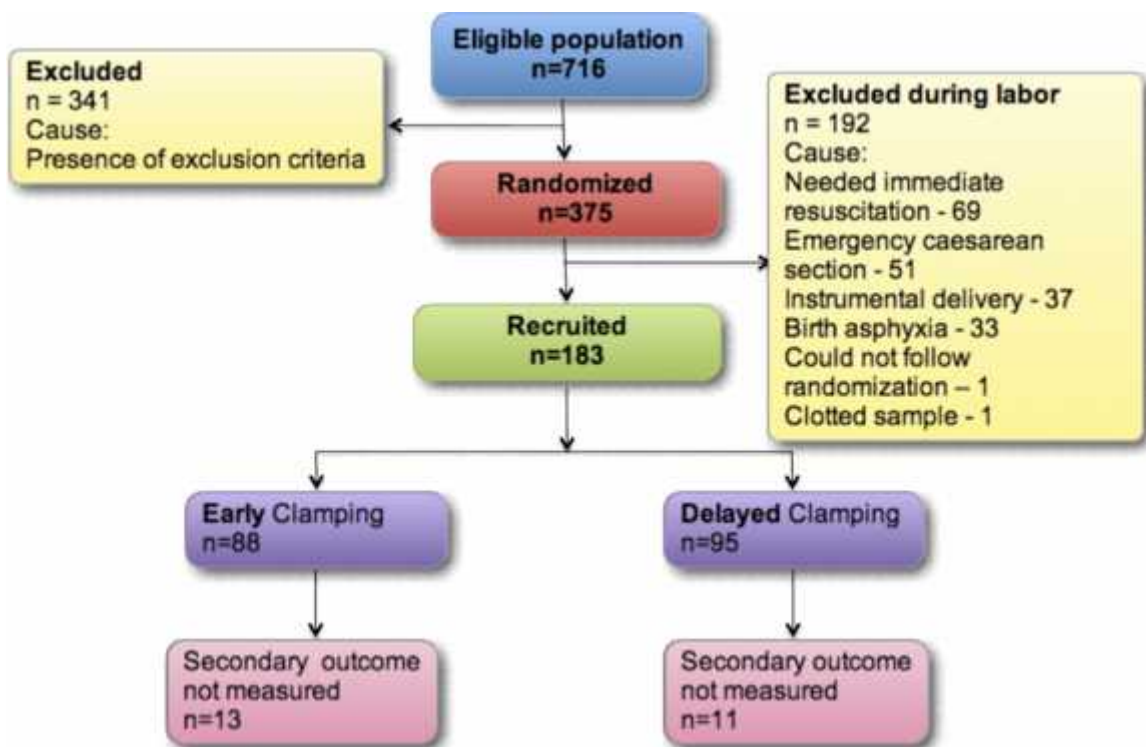 Eligible population
n=716
Excluded
n = 341
Cause:
Presence of exclusion criteria
Randomized
n=375
Excluded during labor
n = 192
Cause:
Needed immediate
resuscitation - 69
Emergency caesarean
section - 51
Instrumental delivery - 37
Birth asphyxia - 33
Could not follow
randomization – 1
Clotted sample - 1
Recruited
n=183
Early Clamping
n=88
Delayed Clamping
n=95
Secondary outcome
not measured
n=13
Secondary outcome
not measured
n=11